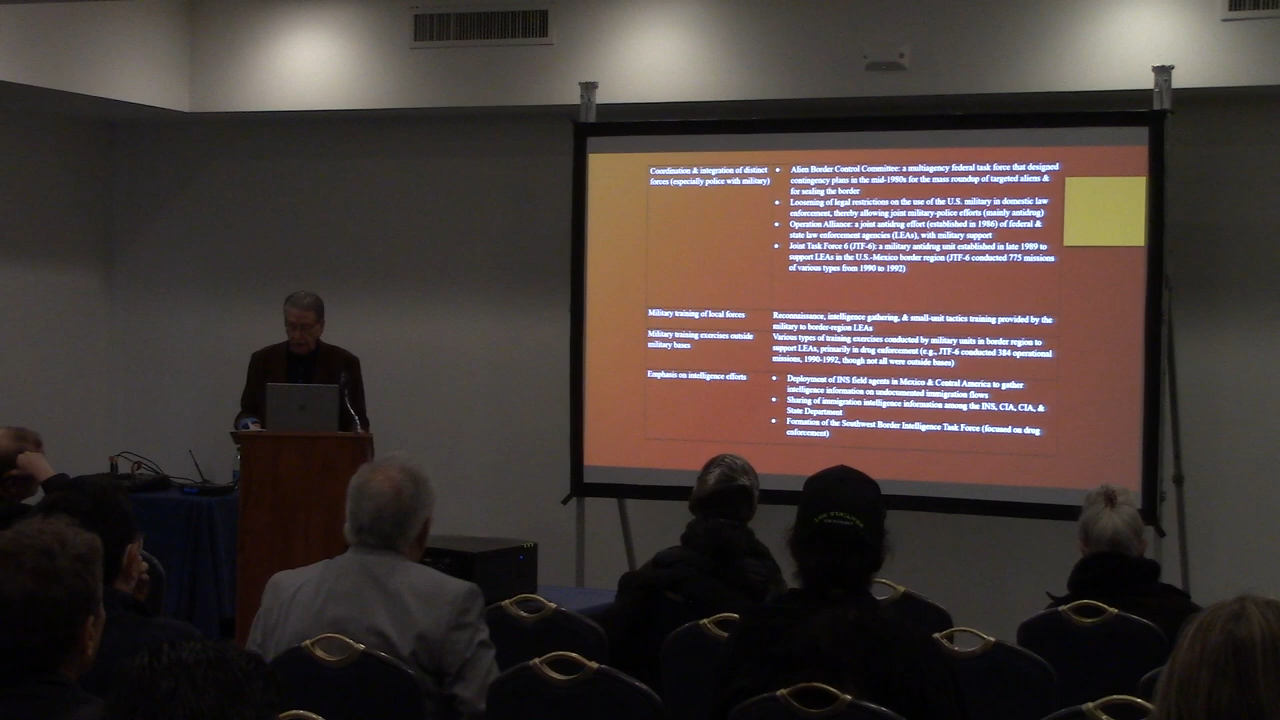 Coordination & integration of distinct
forces (especially police with military)
• Alien Border Control Committee: a multiagency federal task force that designed
contingency plans in the mid-1980s for the mass roundup of targeted aliens &
for sealing the border
• Loosening of legal restrictions on the use of the U.S. military in domestic law
enforcement, thereby allowing joint military-police efforts (mainly antidrug)
• Operation Alliance: a joint antidrug effort (established in 1986) of federal &
state law enforcement agencies (LEAs), with military support
• Joint Task Force 6 (JTF-6): a military antidrug unit established in late 1989 to
support LEAs in the U.S.-Mexico border region (JTF-6 conducted 775 missions
of various types from 1990 to 1992)
Military training of local forces
Reconnaissance, intelligence gathering, & small-unit tactics training provided by the
military to border-region LEAs
Military training exercises outside
military bases
Various types of training exercises conducted by military units in border region to
support LEAs, primarily in drug enforcement (e.g., JTF-6 conducted 384 operational
missions, 1990-1992, though not all were outside bases)
Emphasis on intelligence efforts
• Deployment of INS field agents in Mexico & Central America to gather
intelligence information on undocumented immigration flows
• Sharing of immigration intelligence information among the INS, CIA, CIA, &
State Department
• Formation of the Southwest Border Intelligence Task Force (focused on drug
enforcement)